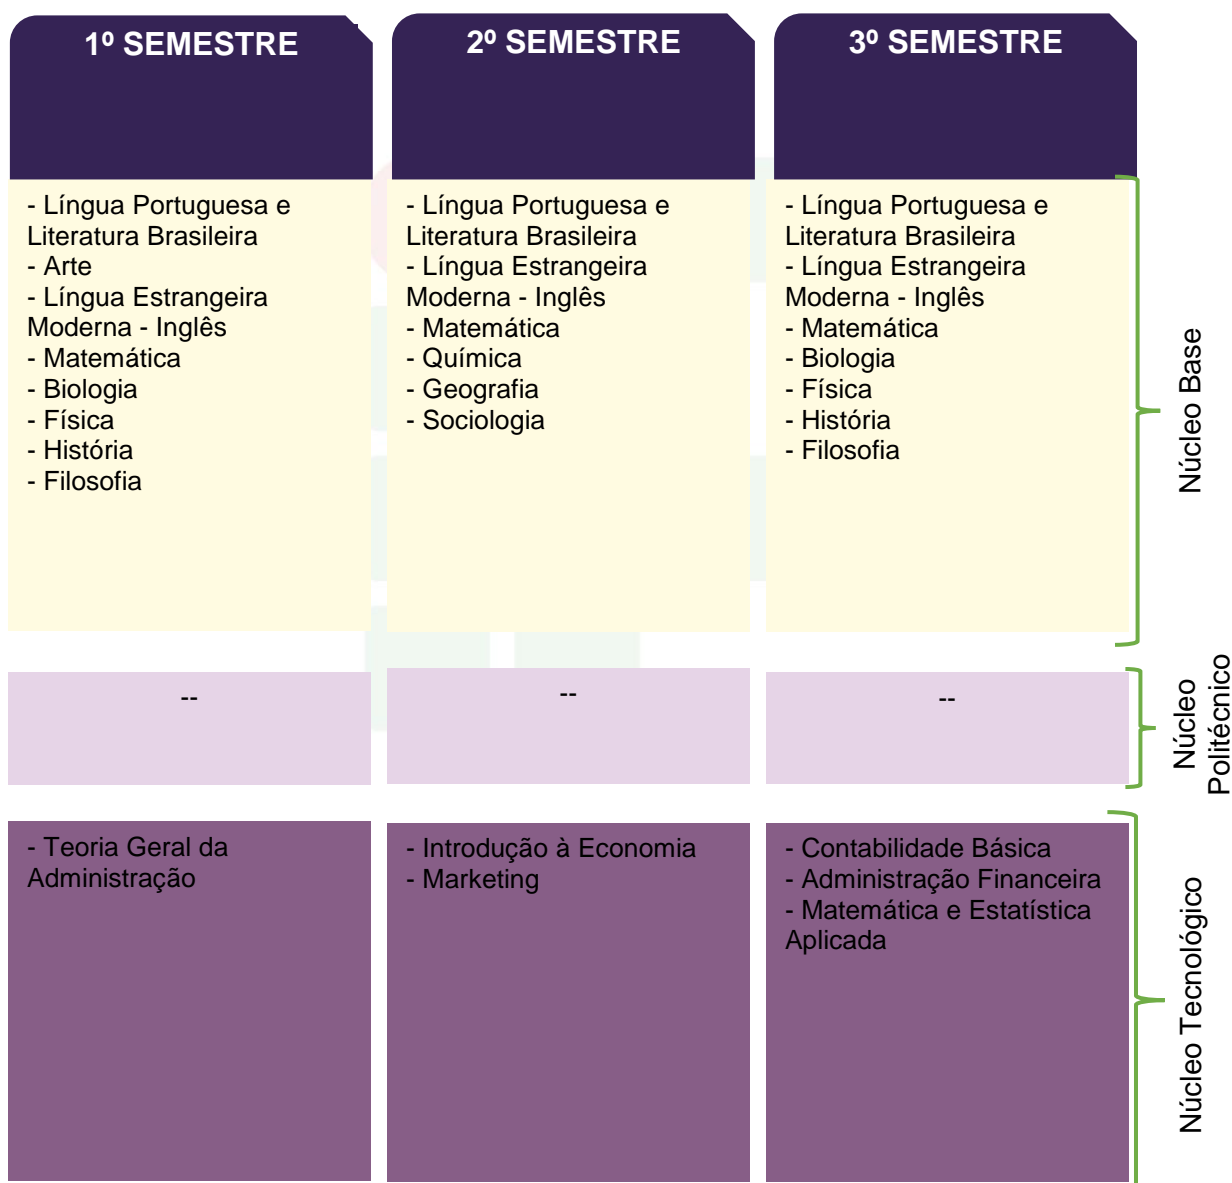 1º SEMESTRE
2º SEMESTRE
3º SEMESTRE
- Língua Portuguesa e
Literatura Brasileira
- Arte
- Língua Estrangeira
Moderna - Inglês
- Matemática
- Biologia
- Física
- História
- Filosofia
- Língua Portuguesa e
Literatura Brasileira
- Língua Estrangeira
Moderna - Inglês
- Matemática
- Química
- Geografia
- Sociologia
- Língua Portuguesa e
Literatura Brasileira
- Língua Estrangeira
Moderna - Inglês
- Matemática
- Biologia
- Física
- História
- Filosofia
Núcleo Base
--
--
--
Núcleo
Politécnico
- Teoria Geral da
Administração
- Introdução à Economia
- Marketing
- Contabilidade Básica
- Administração Financeira
- Matemática e Estatística
Aplicada
Núcleo Tecnológico